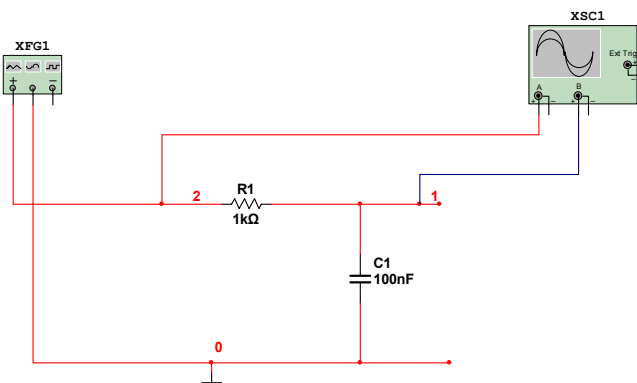 XSC1
XFG1
Ext Trig
+
−
A
B
+ − + −
+ −
2
R1
1kΩ
1
C1
100nF
0